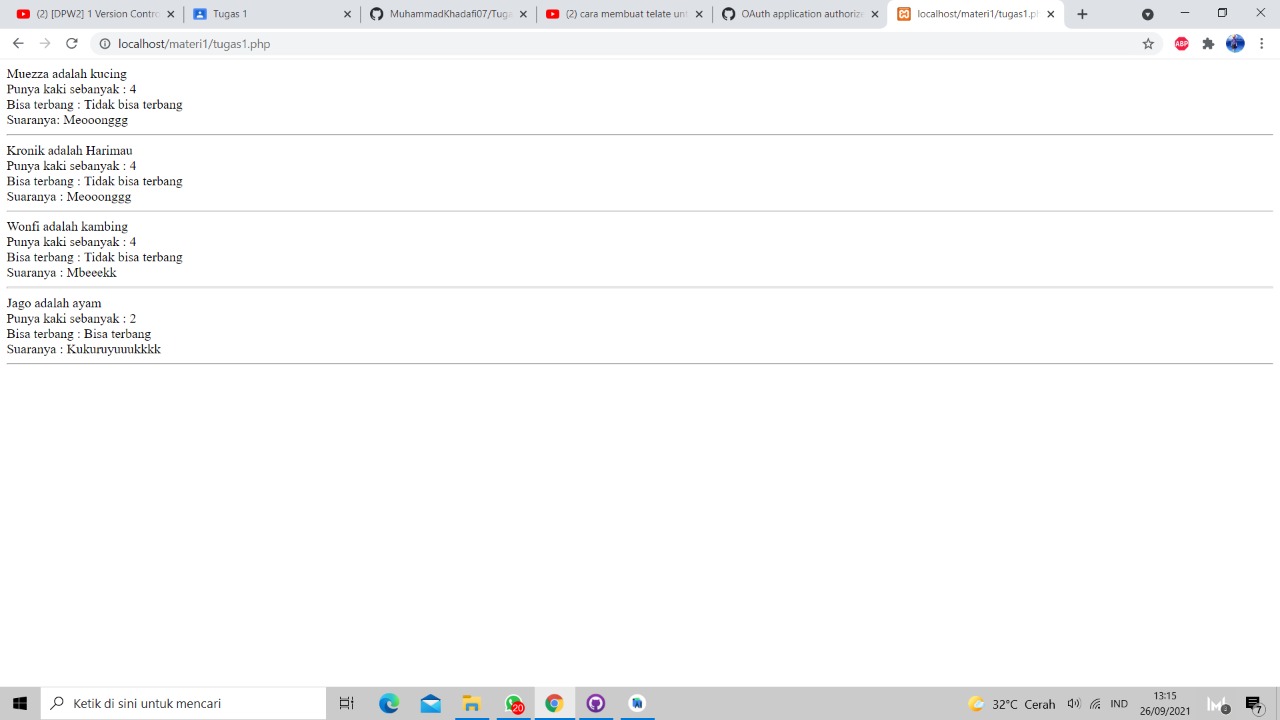 (2) [DPW2] 1 Version Contro
Tugas 1
MuhammadKhadafi07/Tuga
(2) cara membuat telate unt
OAuth application authorize
localhost/materi1/tugas1.ph
localhost/materi1/tugas1.php
ABP
Muezza adalah kucing
Punya kaki sebanyak : 4
Bisa terbang : Tidak bisa terbang
Suaranya: Meooonggg
Kronik adalah Harimau
Punya kaki sebanyak : 4
Bisa terbang : Tidak bisa terbang
Suaranya : Meooonggg
Wonfi adalah kambing
Punya kaki sebanyak : 4
Bisa terbang : Tidak bisa terbang
Suaranya : Mbeeekk
Jago adalah ayam
Punya kaki sebanyak : 2
Bisa terbang : Bisa terbang
Suaranya : Kukuruyuuukkkk
Ketik di sini untuk mencari
20
32°C Cerah
IND
13:15
26/09/2021
7